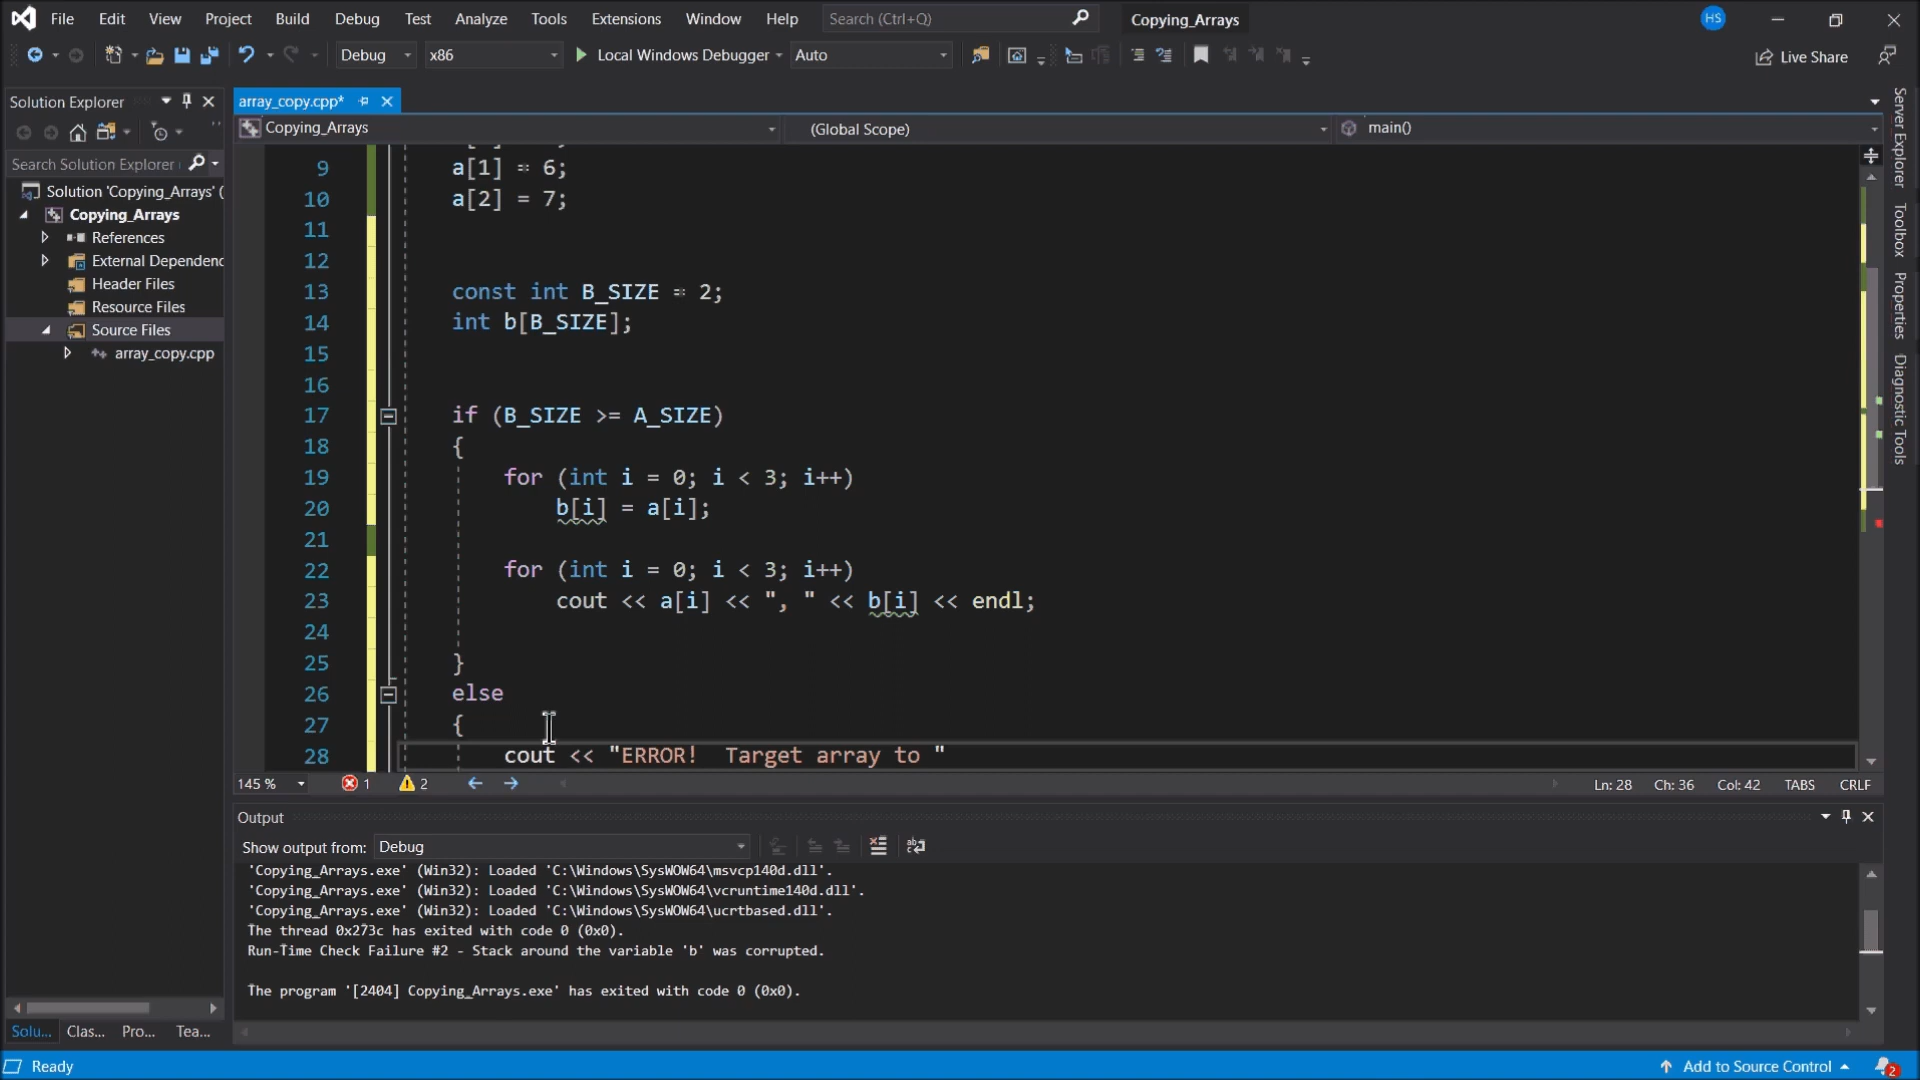 File Edit View Project Build Debug Test Analyze Tools Extensions Window Help Search (Ctrl+Q) Copying_Arrays HS
Debug x86 Local Windows Debugger Auto Live Share
Solution Explorer
array_copy.cpp*
Copying_Arrays (Global Scope) main()
Search Solution Explorer
Solution 'Copying_Arrays' (
Copying_Arrays
References
External Dependenc
Header Files
Resource Files
Source Files
array_copy.cpp
9 a[1] = 6;
10 a[2] = 7;
11
12
13 const int B_SIZE = 2;
14 int b[B_SIZE];
15
16
17 if (B_SIZE >= A_SIZE)
18 {
19 for (int i = 0; i < 3; i++)
20 b[i] = a[i];
21
22 for (int i = 0; i < 3; i++)
23 cout << a[i] << ", " << b[i] << endl;
24
25 }
26 else
27 {
28 cout << "ERROR!  Target array to "
145 % 1 2 Ln: 28 Ch: 36 Col: 42 TABS CRLF
Output
Show output from: Debug
'Copying_Arrays.exe' (Win32): Loaded 'C:\Windows\SysWOW64\msvcp140d.dll'.
'Copying_Arrays.exe' (Win32): Loaded 'C:\Windows\SysWOW64\vcruntime140d.dll'.
'Copying_Arrays.exe' (Win32): Loaded 'C:\Windows\SysWOW64\ucrtbased.dll'.
The thread 0x273c has exited with code 0 (0x0).
Run-Time Check Failure #2 - Stack around the variable 'b' was corrupted.
The program '[2404] Copying_Arrays.exe' has exited with code 0 (0x0).
Solu... Clas... Pro... Tea...
Ready Add to Source Control 2
Server Explorer
Toolbox
Properties
Diagnostic Tools